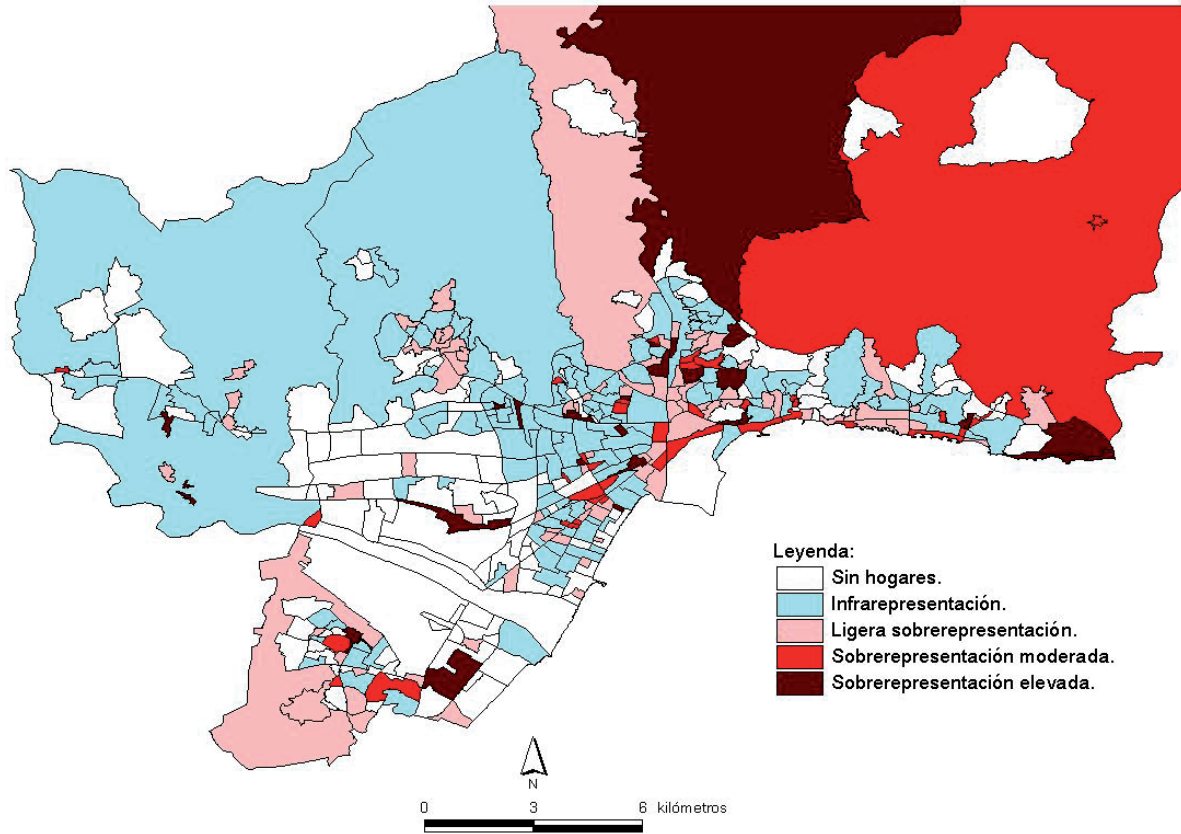 Leyenda:
Sin hogares.
Infrarepresentación.
Ligera sobrerepresentación.
Sobrerepresentación moderada.
Sobrerepresentación elevada.
N
0 3 6 kilómetros